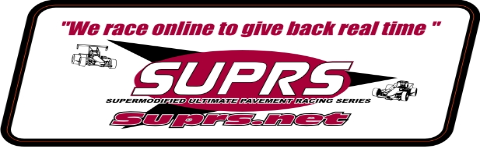 "We race online to give back real time "
SUPRS
SUPERMODIFIED ULTIMATE PAVEMENT RACING SERIES
Suprs.net